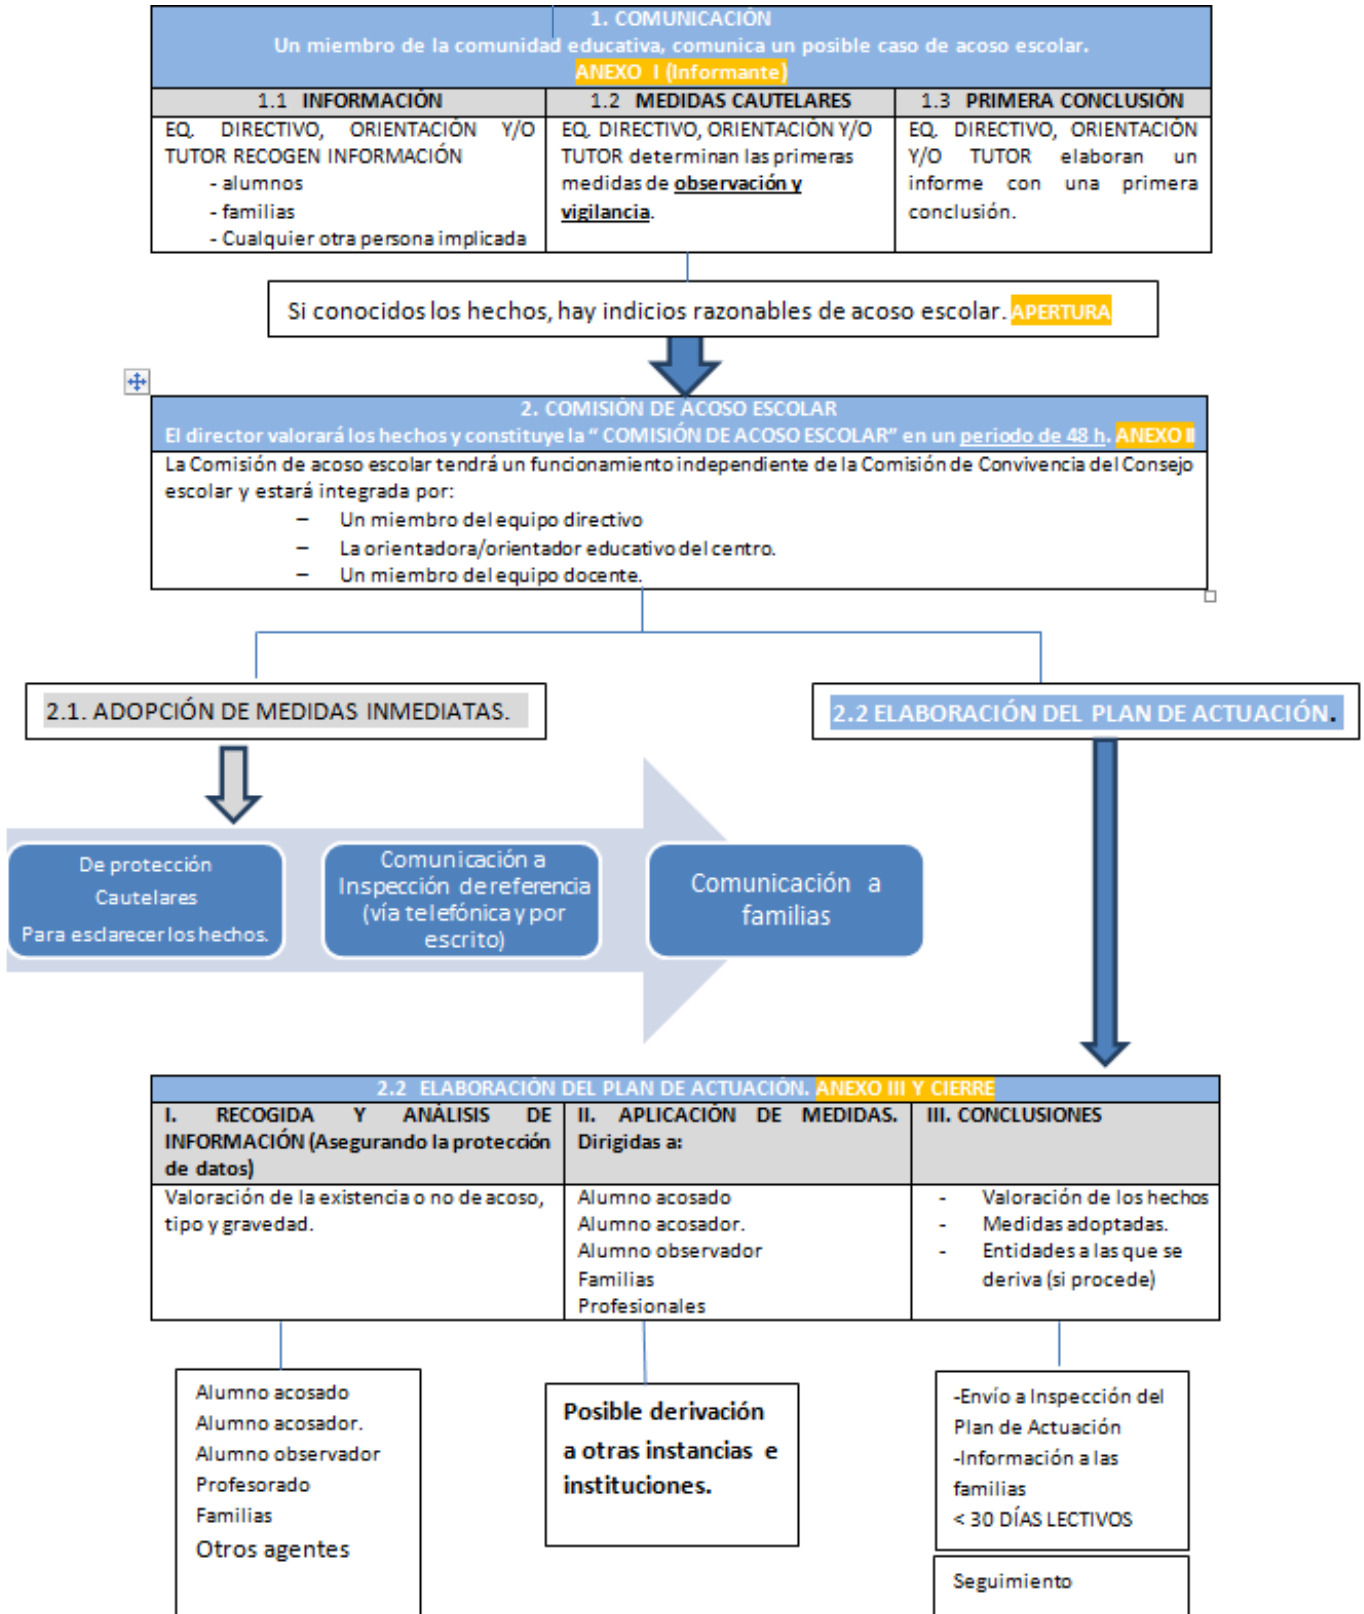 1. COMUNICACIÓN
Un miembro de la comunidad educativa, comunica un posible caso de acoso escolar.
ANEXO I (Informante)
1.1 INFORMACIÓN
EQ. DIRECTIVO, ORIENTACIÓN Y/O
TUTOR RECOGEN INFORMACIÓN
- alumnos
- familias
- Cualquier otra persona implicada
1.2 MEDIDAS CAUTELARES
EQ. DIRECTIVO, ORIENTACIÓN Y/O
TUTOR determinan las primeras
medidas de observación y
vigilancia.
1.3 PRIMERA CONCLUSIÓN
EQ. DIRECTIVO, ORIENTACIÓN
Y/O TUTOR elaboran un
informe con una primera
conclusión.
Si conocidos los hechos, hay indicios razonables de acoso escolar. APERTURA
2. COMISIÓN DE ACOSO ESCOLAR
El director valorará los hechos y constituye la " COMISIÓN DE ACOSO ESCOLAR" en un periodo de 48 h. ANEXO II
La Comisión de acoso escolar tendrá un funcionamiento independiente de la Comisión de Convivencia del Consejo
escolar y estará integrada por:
– Un miembro del equipo directivo
– La orientadora/orientador educativo del centro.
– Un miembro del equipo docente.
2.1. ADOPCIÓN DE MEDIDAS INMEDIATAS.
2.2 ELABORACIÓN DEL PLAN DE ACTUACIÓN.
De protección
Cautelares
Para esclarecer los hechos.
Comunicación a
Inspección de referencia
(vía telefónica y por
escrito)
Comunicación a
familias
2.2 ELABORACIÓN DEL PLAN DE ACTUACIÓN. ANEXO III Y CIERRE
I. RECOGIDA Y ANÁLISIS DE
INFORMACIÓN (Asegurando la protección
de datos)
Valoración de la existencia o no de acoso,
tipo y gravedad.
II. APLICACIÓN DE MEDIDAS.
Dirigidas a:
Alumno acosado
Alumno acosador.
Alumno observador
Familias
Profesionales
III. CONCLUSIONES
- Valoración de los hechos
- Medidas adoptadas.
- Entidades a las que se
deriva (si procede)
Alumno acosado
Alumno acosador.
Alumno observador
Profesorado
Familias
Otros agentes
Posible derivación
a otras instancias e
instituciones.
-Envío a Inspección del
Plan de Actuación
-Información a las
familias
< 30 DÍAS LECTIVOS
Seguimiento